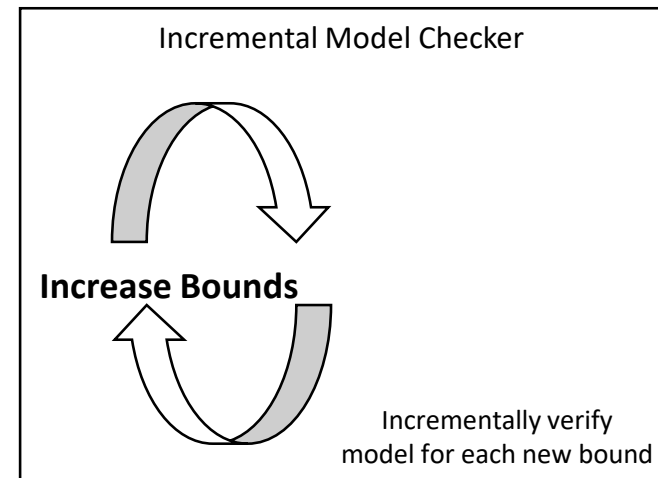 Incremental Model Checker
Increase Bounds
Incrementally verify
model for each new bound